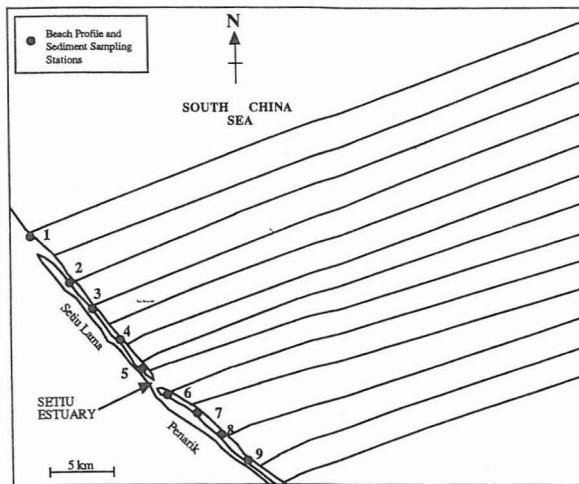 Beach Profile and
Sediment Sampling
Stations
N
SOUTH CHINA
SEA
1
2
3
4
5
Setiu Lama
SETIU
ESTUARY
6
7
8
9
Penarik
5 km